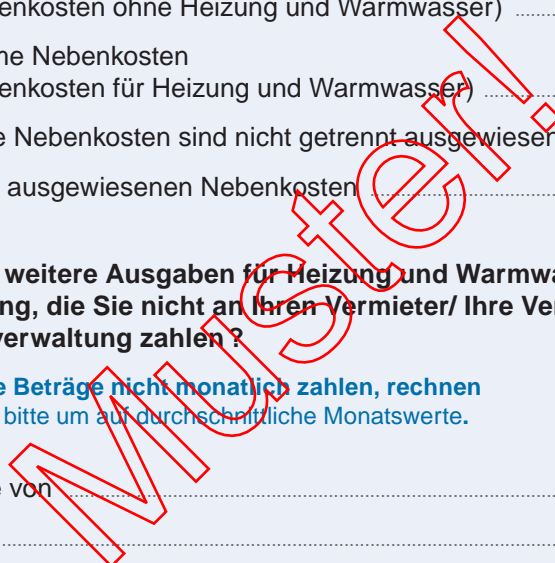 enkosten ohne Heizung und Warmwasser)
ne Nebenkosten
enkosten für Heizung und Warmwasser)
e Nebenkosten sind nicht getrennt ausgewiesen
ausgewiesenen Nebenkosten
weitere Ausgaben für Heizung und Warmwa
ng, die Sie nicht an Ihren Vermieter/ Ihre Ver
verwaltung zahlen ?
e Beträge nicht monatlich zahlen, rechnen
bitte um auf durchschnittliche Monatswerte.
e von
Muster!